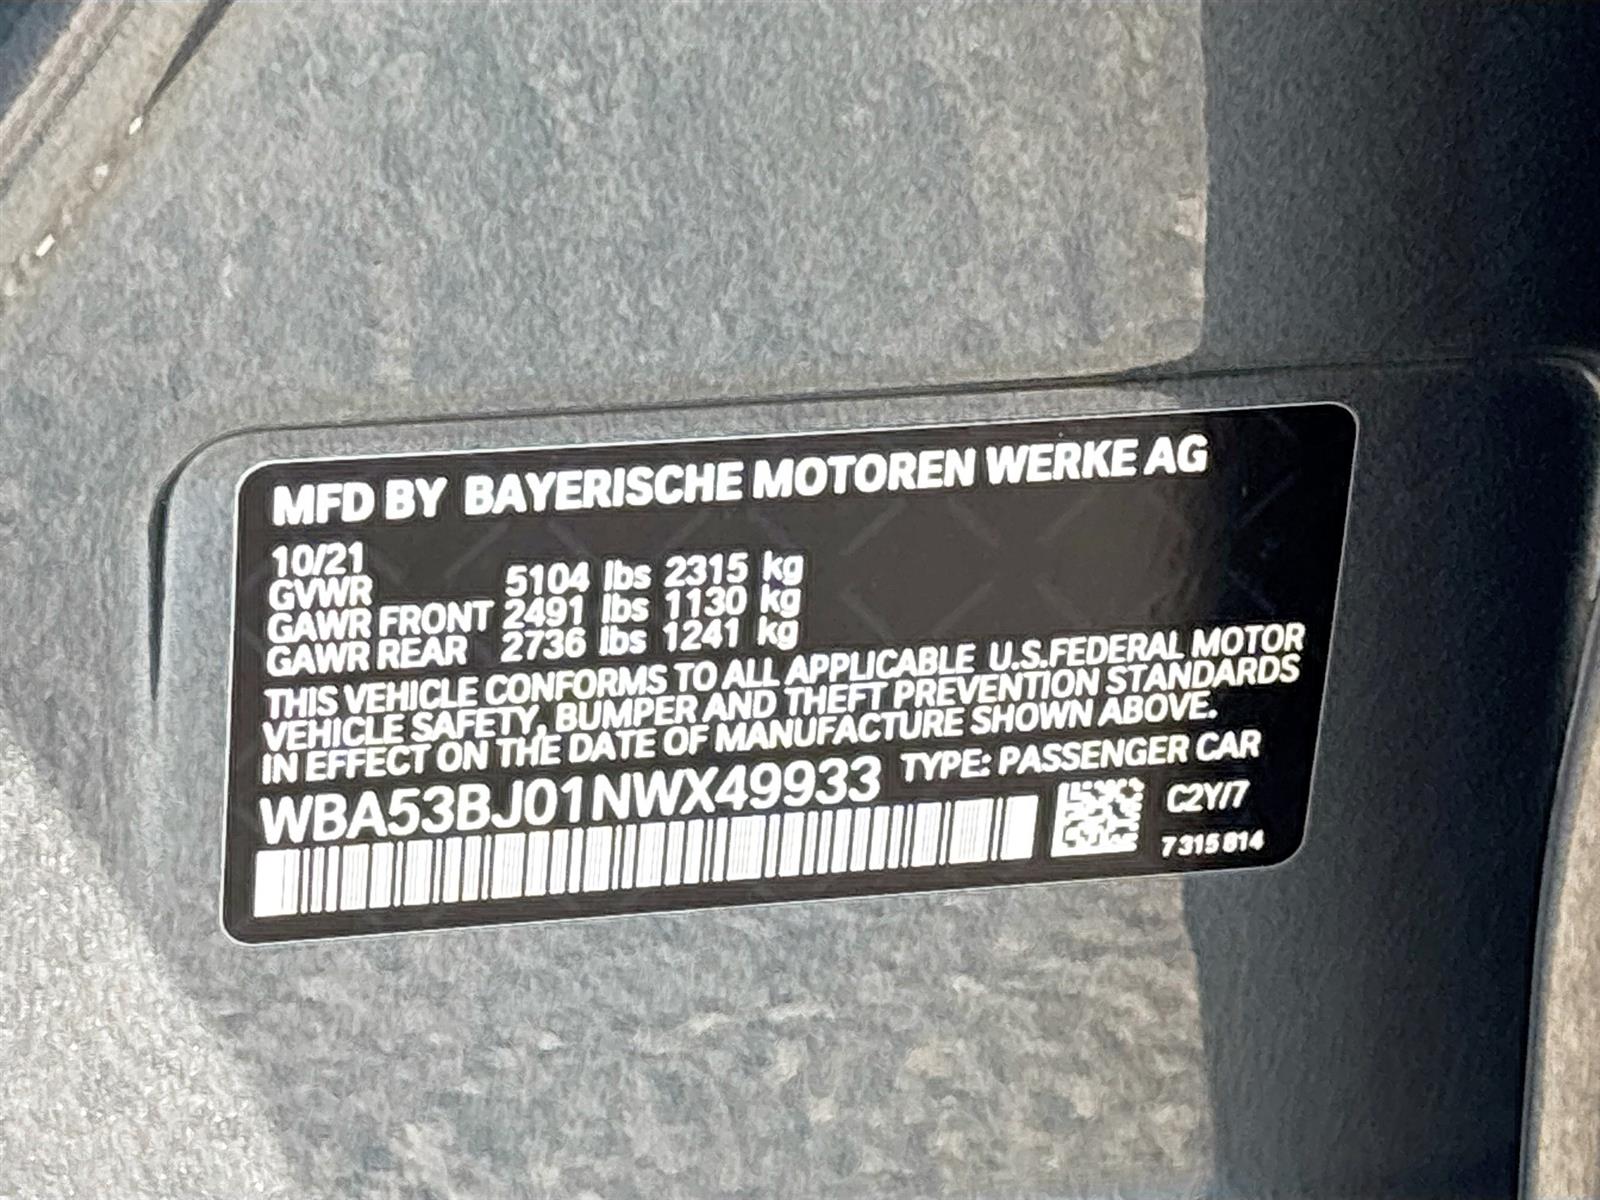 MFD BY BAYERISCHE MOTOREN WERKE AG
10/21
GVWR 5104 lbs 2315 kg
GAWR FRONT 2491 lbs 1130 kg
GAWR REAR 2736 lbs 1241 kg
THIS VEHICLE CONFORMS TO ALL APPLICABLE U.S.FEDERAL MOTOR
VEHICLE SAFETY, BUMPER AND THEFT PREVENTION STANDARDS
IN EFFECT ON THE DATE OF MANUFACTURE SHOWN ABOVE.
WBA53BJ01NWX49933 TYPE: PASSENGER CAR
C2Y/7
7 315 814